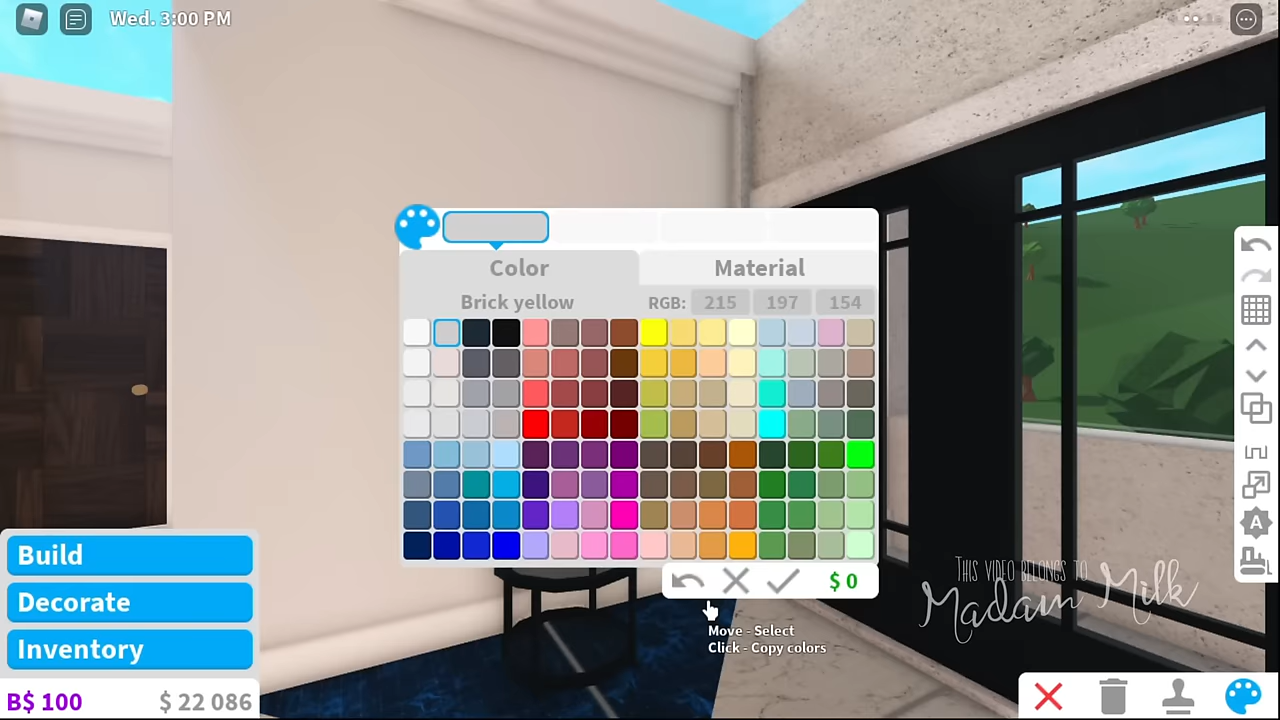 Wed. 3:00 PM
Color
Material
Brick yellow
RGB: 215 197 154
Build
Decorate
Inventory
B$ 100
$ 22 086
$ 0
Move - Select
Click - Copy colors
THIS VIDEO BELONGS TO
Madam Milk
A